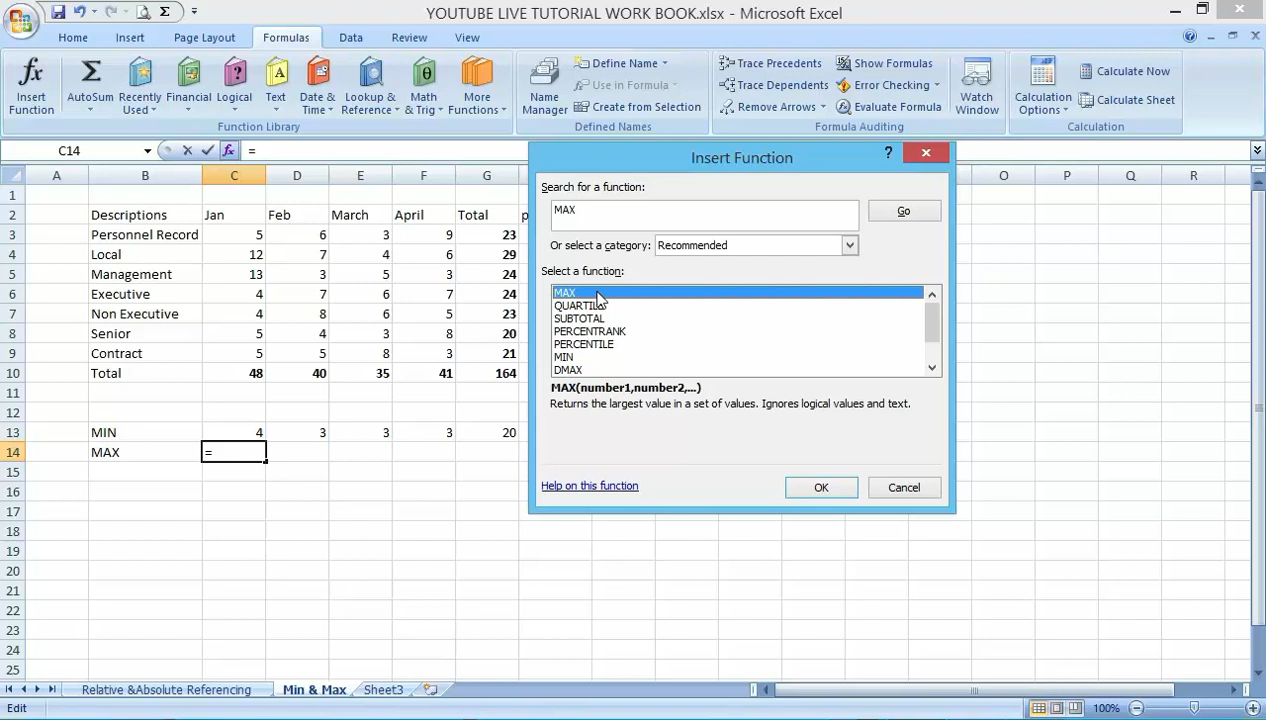 YOUTUBE LIVE TUTORIAL WORK BOOK.xlsx - Microsoft Excel
Home Insert Page Layout Formulas Data Review View
Insert Function
AutoSum
Recently Used
Financial
Logical
Text
Date & Time
Lookup & Reference
Math & Trig
More Functions
Function Library
Name Manager
Define Name
Use in Formula
Create from Selection
Defined Names
Trace Precedents
Trace Dependents
Remove Arrows
Show Formulas
Error Checking
Evaluate Formula
Formula Auditing
Watch Window
Calculation Options
Calculate Now
Calculate Sheet
Calculation
C14 fx =
A B C D E F G O P Q R
1
2 Descriptions Jan Feb March April Total p
3 Personnel Record 5 6 3 9 23
4 Local 12 7 4 6 29
5 Management 13 3 5 3 24
6 Executive 4 7 6 7 24
7 Non Executive 4 8 6 5 23
8 Senior 5 4 3 8 20
9 Contract 5 5 8 3 21
10 Total 48 40 35 41 164
11
12
13 MIN 4 3 3 3 20
14 MAX =
15
16
17
18
19
20
21
22
23
24
25
Insert Function
?
Search for a function:
MAX
Go
Or select a category: Recommended
Select a function:
MAX
QUARTILE
SUBTOTAL
PERCENTRANK
PERCENTILE
MIN
DMAX
MAX(number1,number2,...)
Returns the largest value in a set of values. Ignores logical values and text.
Help on this function
OK
Cancel
Relative &Absolute Referencing Min & Max Sheet3
Edit
100%